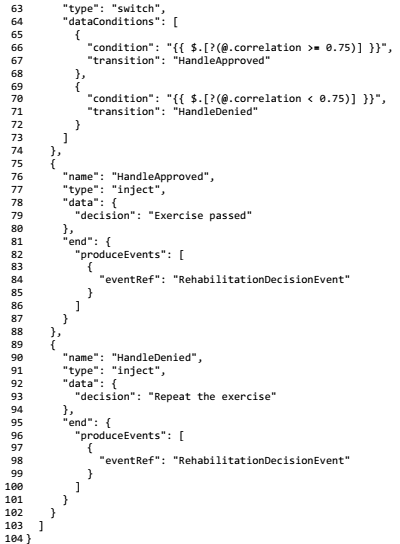 63      "type": "switch",
64      "dataConditions": [
65        {
66          "condition": "{{ $.[?(@.correlation >= 0.75)] }}",
67          "transition": "HandleApproved"
68        },
69        {
70          "condition": "{{ $.[?(@.correlation < 0.75)] }}",
71          "transition": "HandleDenied"
72        }
73      ]
74    },
75    {
76      "name": "HandleApproved",
77      "type": "inject",
78      "data": {
79        "decision": "Exercise passed"
80      },
81      "end": {
82        "produceEvents": [
83         {
84            "eventRef": "RehabilitationDecisionEvent"
85          }
86        ]
87      }
88    },
89    {
90      "name": "HandleDenied",
91      "type": "inject",
92      "data": {
93        "decision": "Repeat the exercise"
94      },
95      "end": {
96        "produceEvents": [
97         {
98            "eventRef": "RehabilitationDecisionEvent"
99          }
100        ]
101      }
102    }
103  ]
104 }